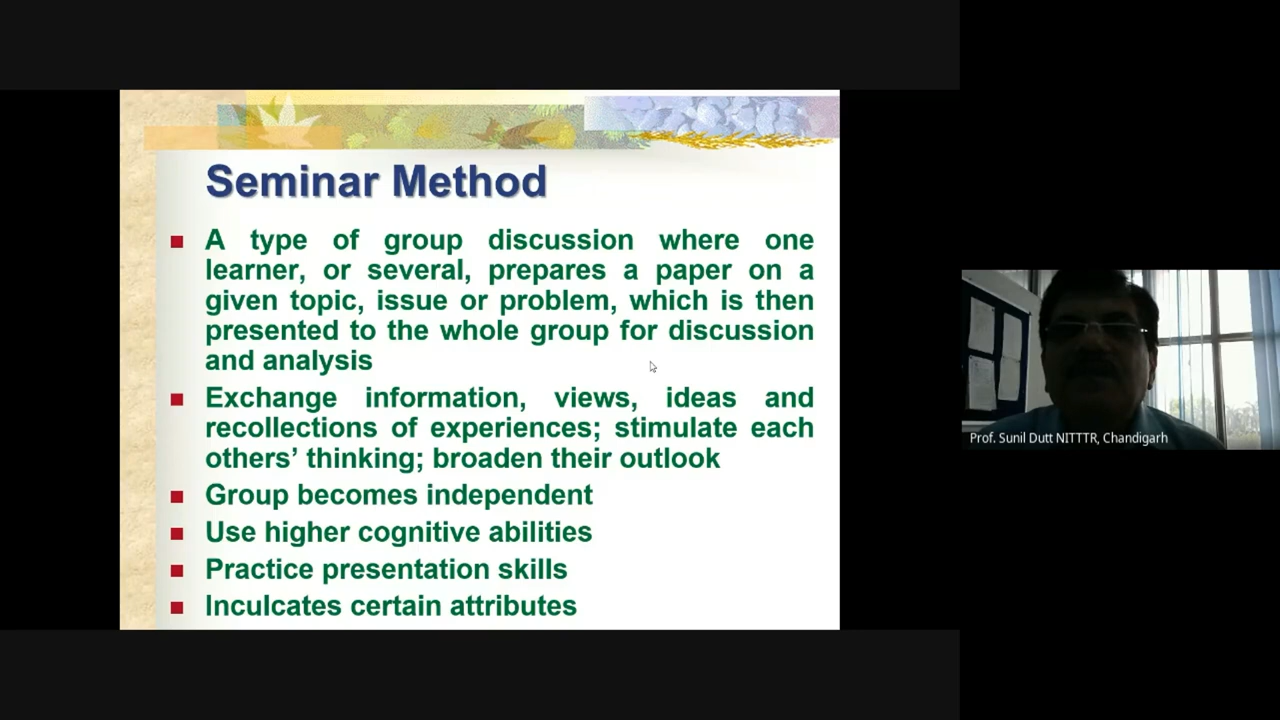 Seminar Method
■ A type of group discussion where one
learner, or several, prepares a paper on a
given topic, issue or problem, which is then
presented to the whole group for discussion
and analysis
■ Exchange information, views, ideas and
recollections of experiences; stimulate each
others’ thinking; broaden their outlook
■ Group becomes independent
■ Use higher cognitive abilities
■ Practice presentation skills
■ Inculcates certain attributes
Prof. Sunil Dutt NITTTR, Chandigarh